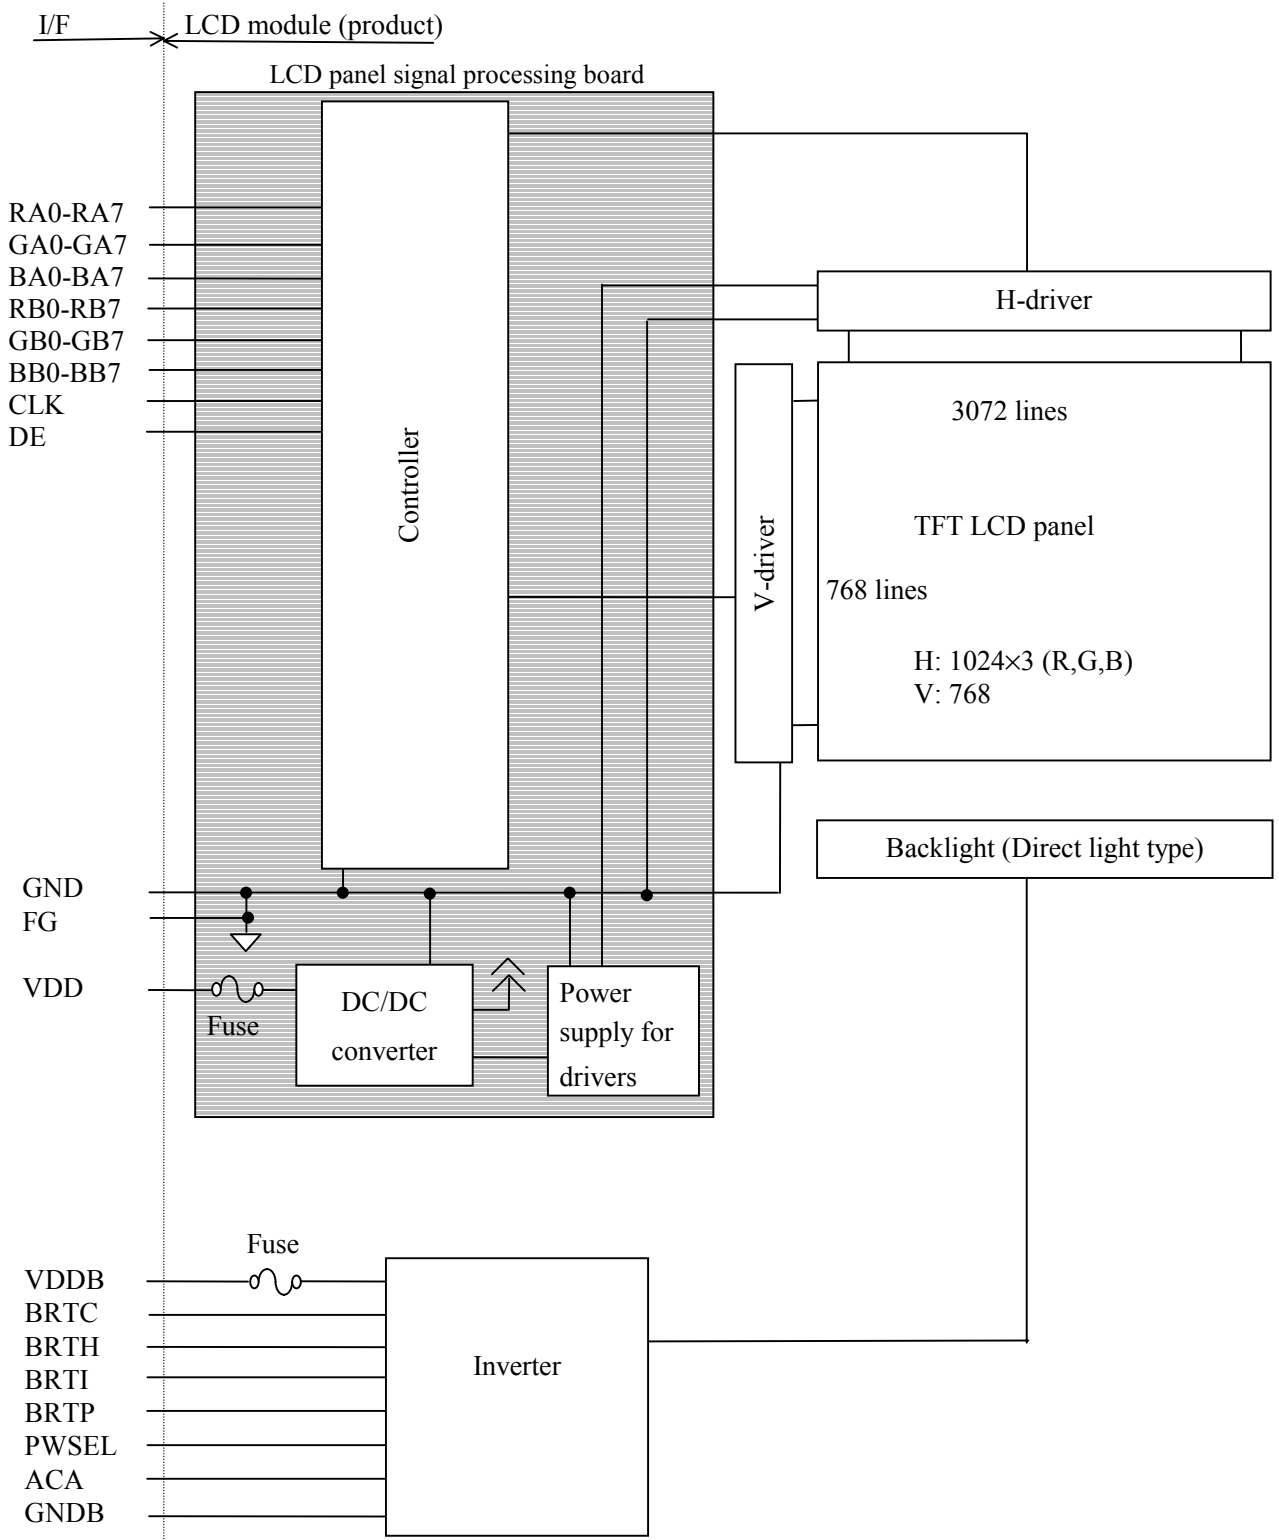 I/F
LCD module (product)
LCD panel signal processing board
RA0-RA7
GA0-GA7
BA0-BA7
RB0-RB7
GB0-GB7
BB0-BB7
CLK
DE
Controller
H-driver
V-driver
3072 lines
TFT LCD panel
768 lines
H: 1024×3 (R,G,B)
V: 768
Backlight (Direct light type)
GND
FG
VDD
Fuse
DC/DC
converter
Power
supply for
drivers
Fuse
VDDB
BRTC
BRTH
BRTI
BRTP
PWSEL
ACA
GNDB
Inverter